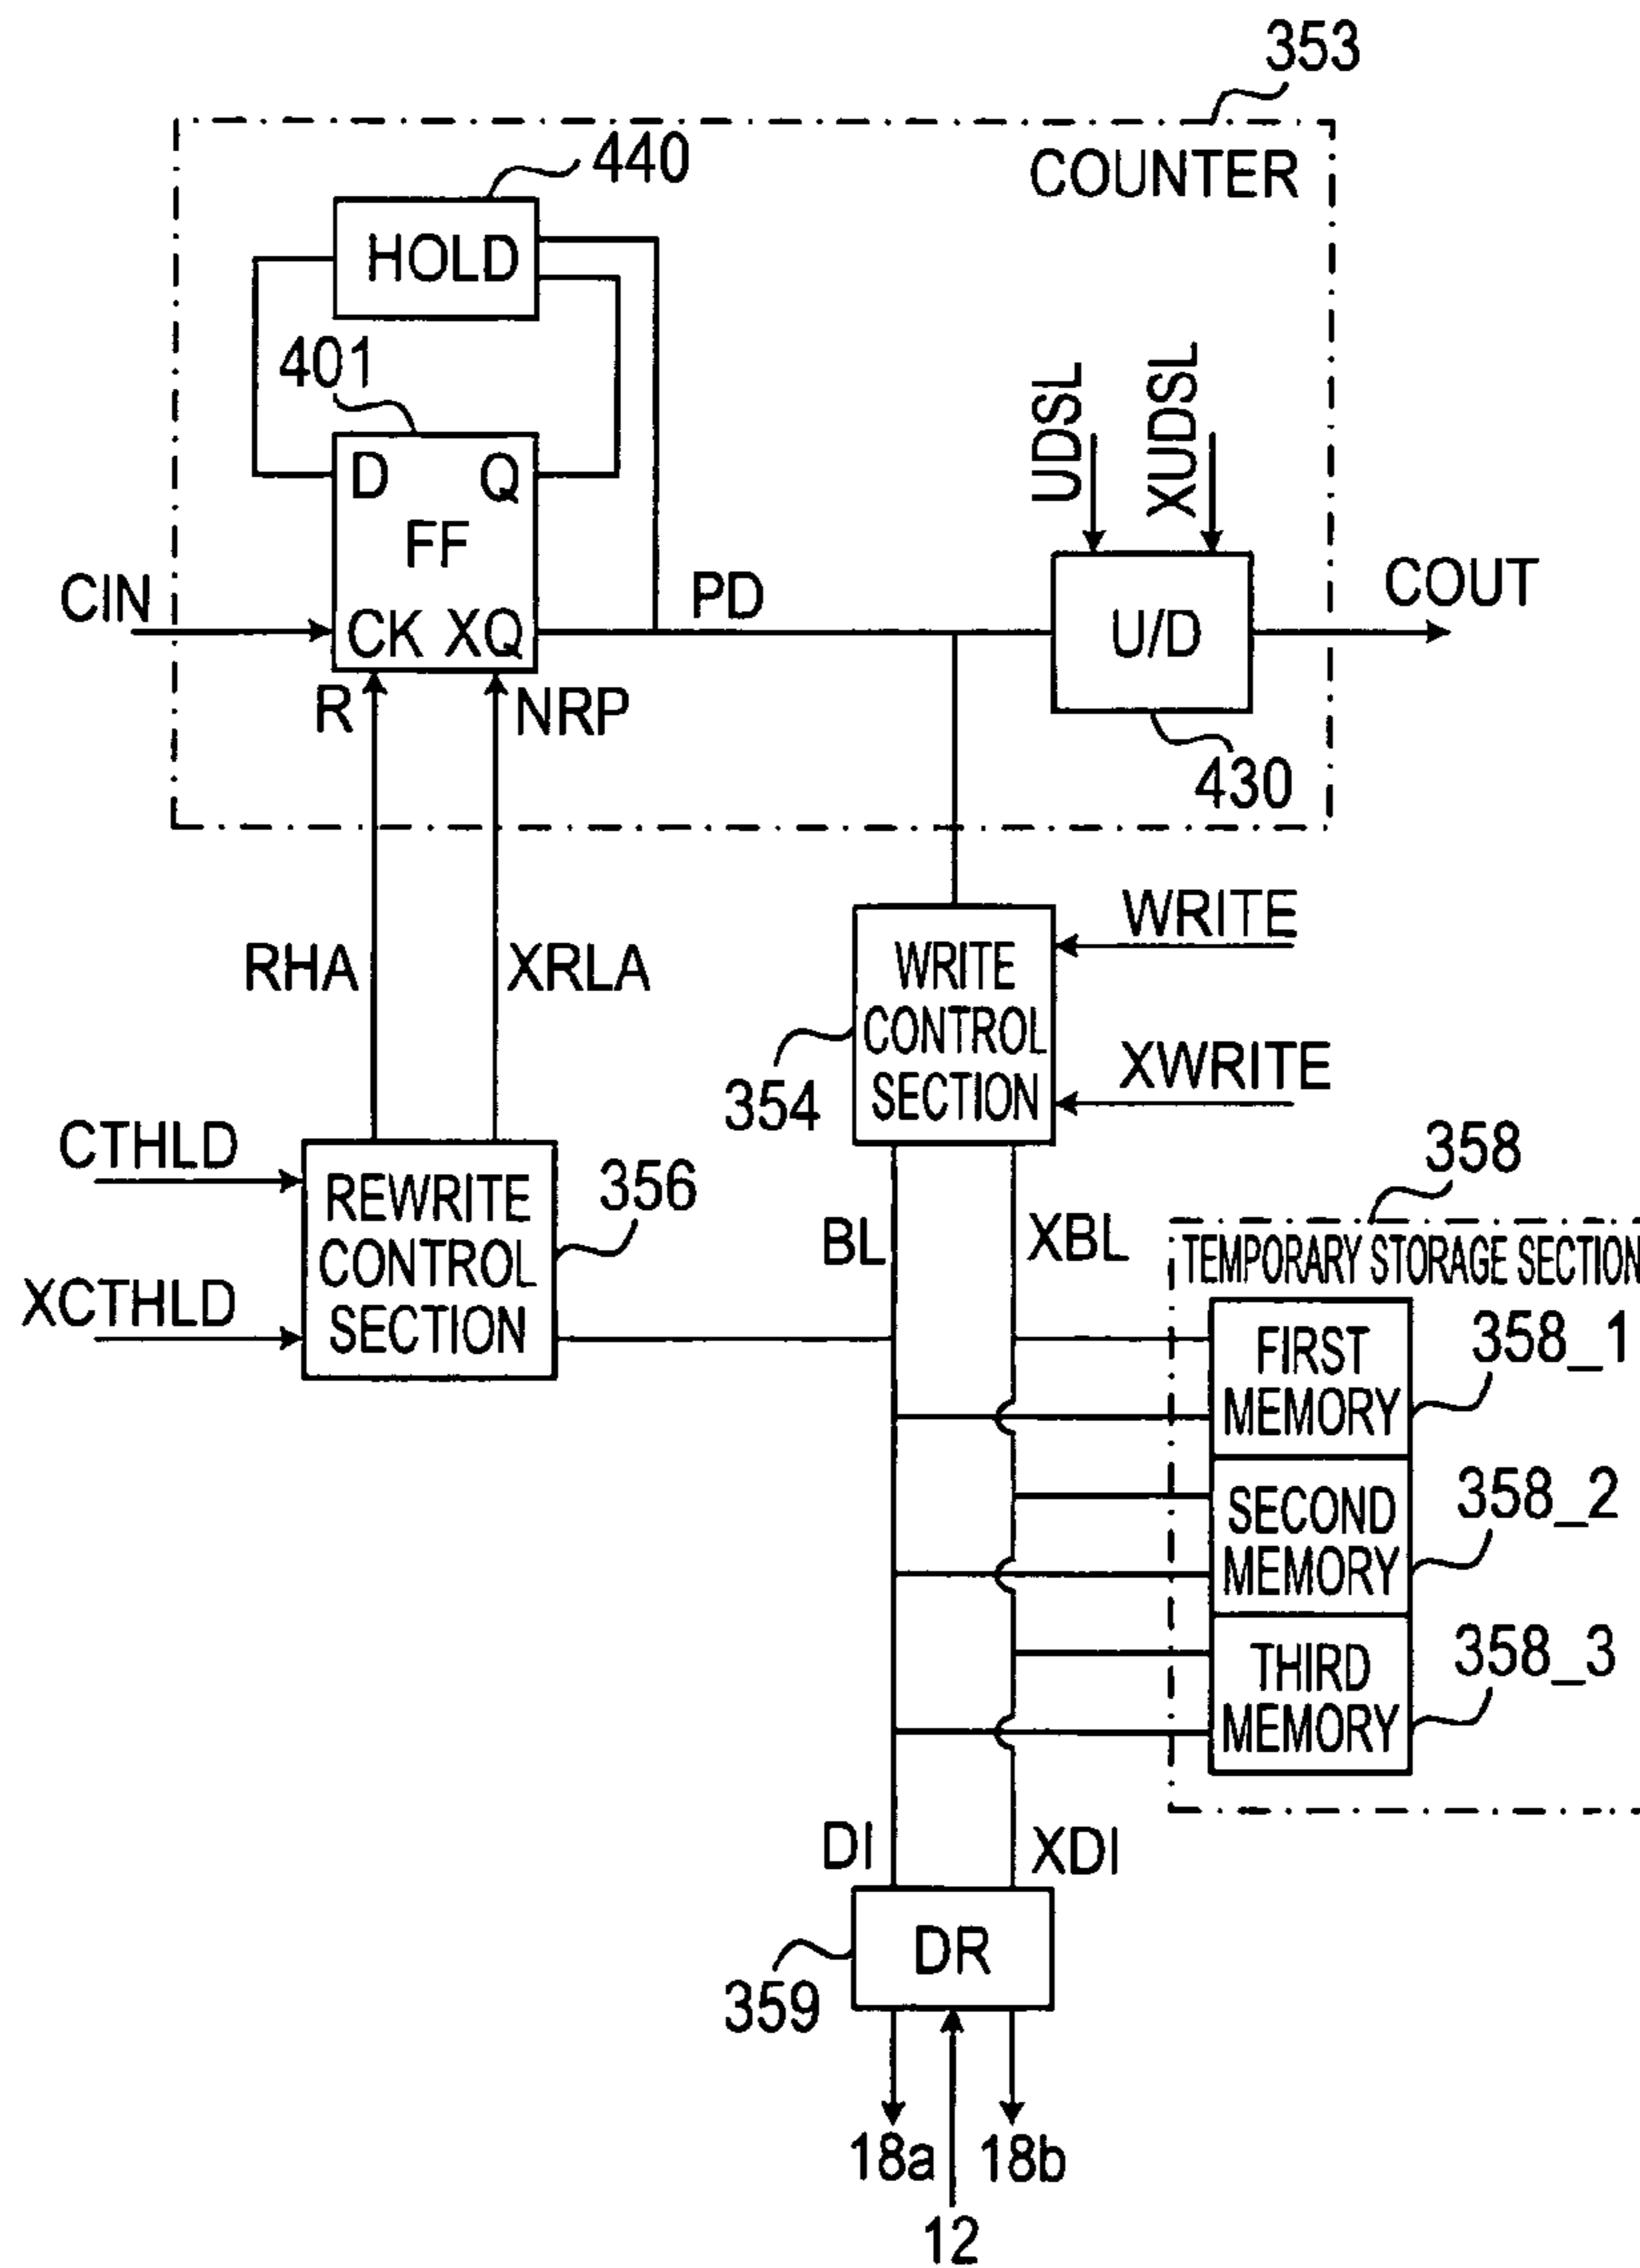 353
COUNTER
440
HOLD
401
D Q
FF
CK XQ
CIN
PD
UDSL
XUDSL
U/D
COUT
R
NRP
430
RHA
XRLA
WRITE
CONTROL
SECTION
WRITE
XWRITE
354
CTHLD
XCTHLD
REWRITE
CONTROL
SECTION
356
BL
XBL
358
TEMPORARY STORAGE SECTION
FIRST
MEMORY
358_1
SECOND
MEMORY
358_2
THIRD
MEMORY
358_3
DI
XDI
DR
359
18a
18b
12